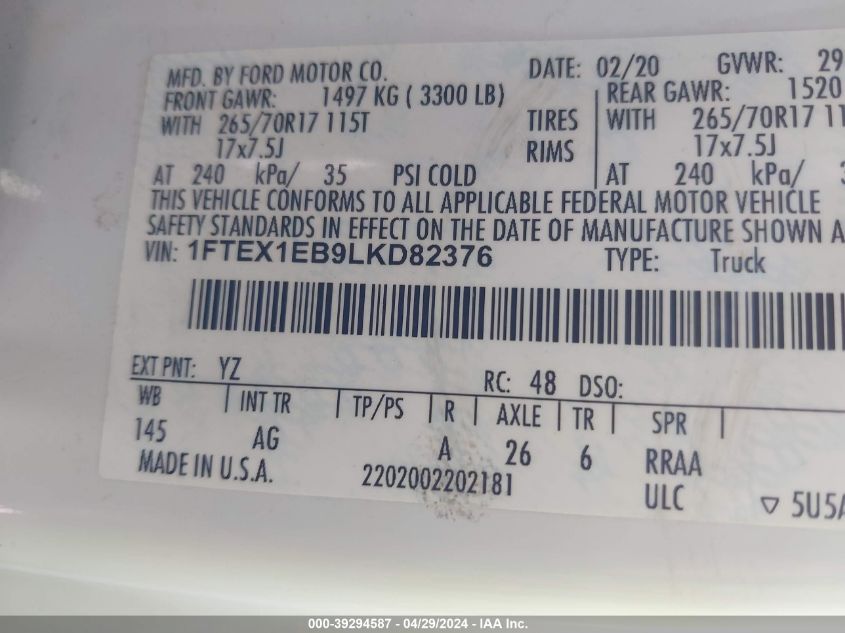 MFD. BY FORD MOTOR CO. DATE: 02/20 GVWR: 29
FRONT GAWR: 1497 KG ( 3300 LB) REAR GAWR: 1520
WITH 265/70R17 115T TIRES WITH 265/70R17 11
17x7.5J RIMS 17x7.5J
AT 240 kPa/ 35 PSI COLD AT 240 kPa/
THIS VEHICLE CONFORMS TO ALL APPLICABLE FEDERAL MOTOR VEHICLE
SAFETY STANDARDS IN EFFECT ON THE DATE OF MANUFACTURE SHOWN A
VIN: 1FTEX1EB9LKD82376 TYPE: Truck
EXT PNT: YZ RC: 48 DSO:
WB INT TR TP/PS R AXLE TR SPR
145 AG A 26 6 RRAA
MADE IN U.S.A. 2202002202181 ULC ▽ 5U5A
000-39294587 - 04/29/2024 - IAA Inc.